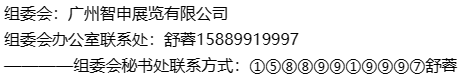 组委会：广州智申展览有限公司
组委会办公室联系处：舒蓉15889919997
—————组委会秘书处联系方式：①⑤⑧⑧⑨⑨①⑨⑨⑨⑦舒蓉